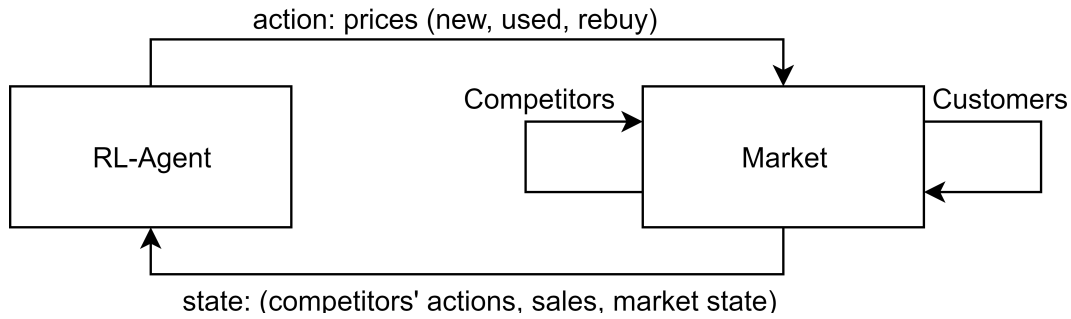 action: prices (new, used, rebuy)
Competitors
Customers
RL-Agent
Market
state: (competitors' actions, sales, market state)